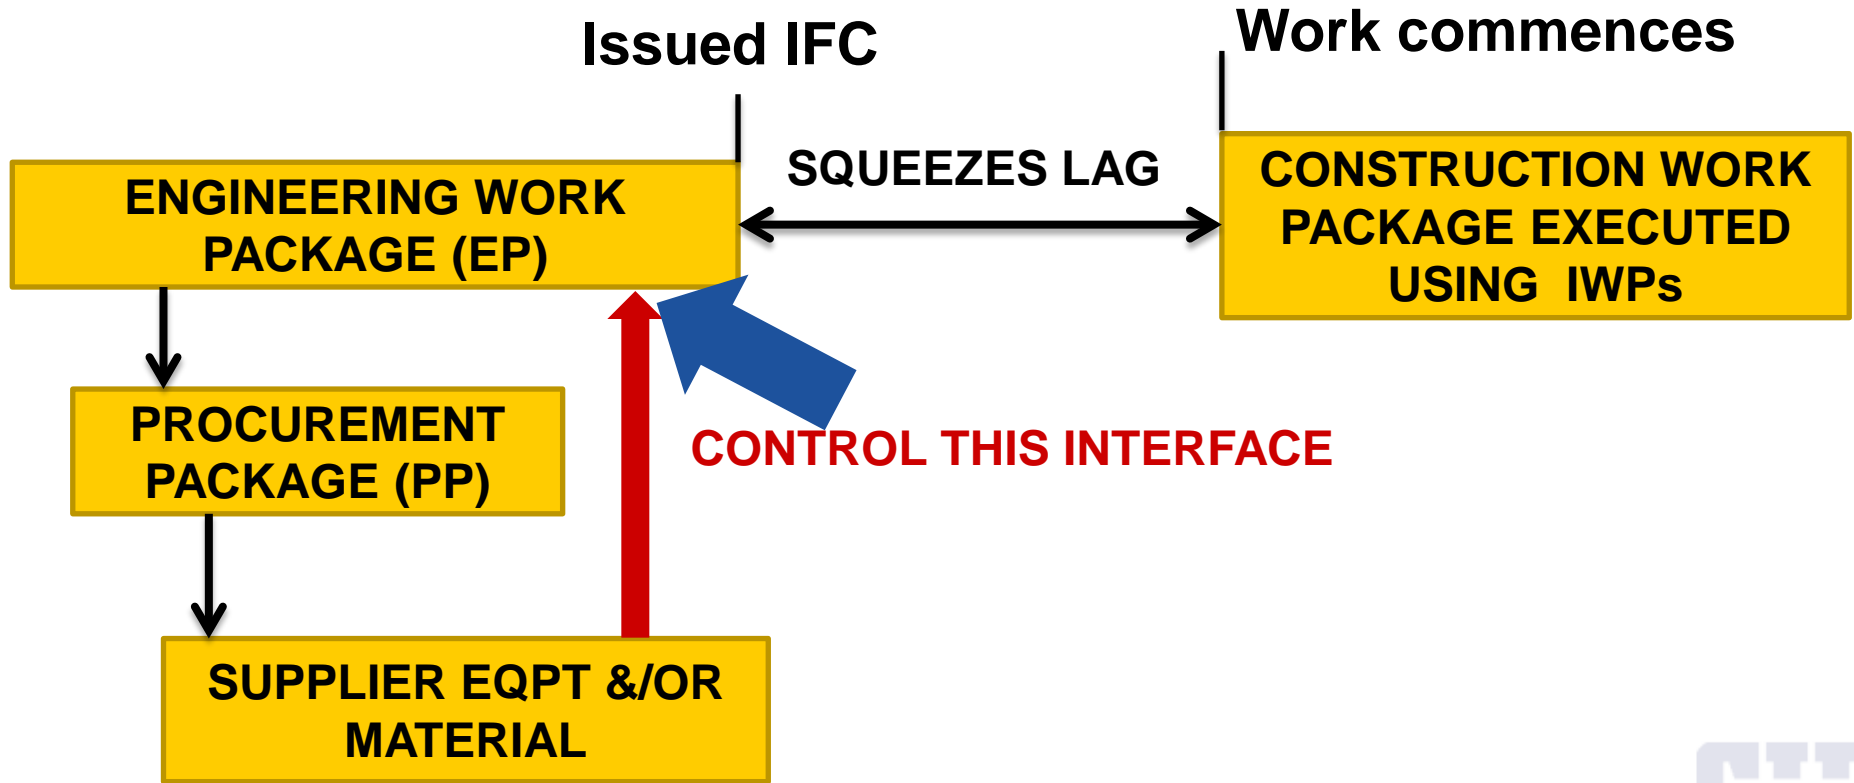 Issued IFC
Work commences
ENGINEERING WORK
PACKAGE (EP)
SQUEEZES LAG
CONSTRUCTION WORK
PACKAGE EXECUTED
USING IWPs
PROCUREMENT
PACKAGE (PP)
CONTROL THIS INTERFACE
SUPPLIER EQPT &/OR
MATERIAL